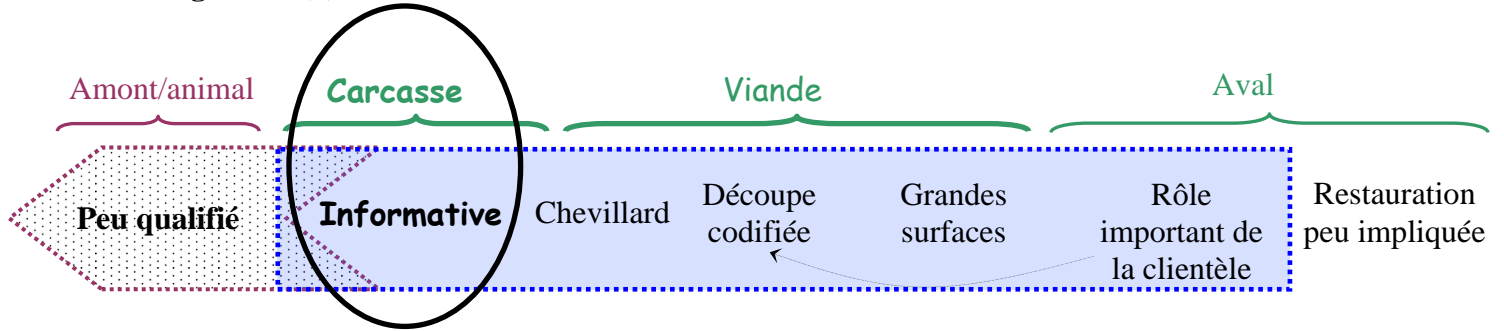 Amont/animal
Carcasse
Viande
Aval
Peu qualifié
Informative
Chevillard
Découpe
codifiée
Grandes
surfaces
Rôle
important de
la clientèle
Restauration
peu impliquée